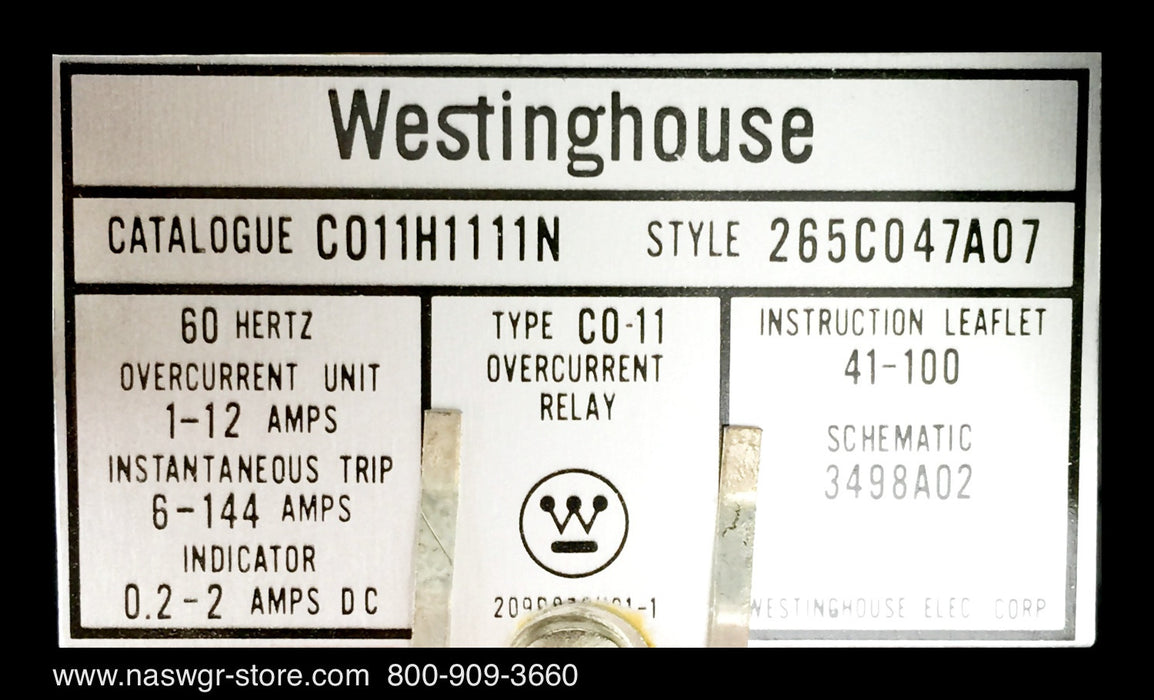 Westinghouse
CATALOGUE CO11H1111N STYLE 265C047A07
60 HERTZ
OVERCURRENT UNIT
1-12 AMPS
INSTANTANEOUS TRIP
6-144 AMPS
INDICATOR
0.2-2 AMPS DC
TYPE CO-11
OVERCURRENT
RELAY
INSTRUCTION LEAFLET
41-100
SCHEMATIC
3498A02
WESTINGHOUSE ELEC CORP
www.naswgr-store.com 800-909-3660